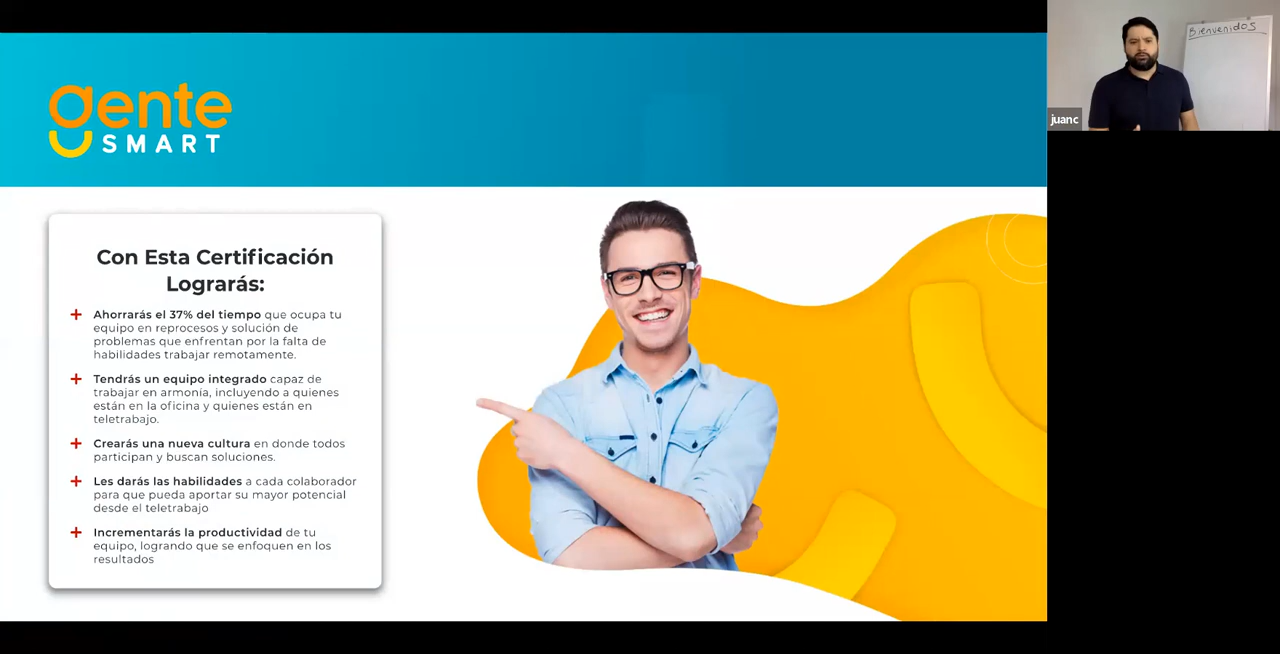 gente
SMART
Con Esta Certificación
Lograrás:
+ Ahorrarás el 37% del tiempo que ocupa tu
equipo en reprocesos y solución de
problemas que enfrentan por la falta de
habilidades trabajar remotamente.
+ Tendrás un equipo integrado capaz de
trabajar en armonía, incluyendo a quienes
están en la oficina y quienes están en
teletrabajo.
+ Crearás una nueva cultura en donde todos
participan y buscan soluciones.
+ Les darás las habilidades a cada colaborador
para que pueda aportar su mayor potencial
desde el teletrabajo
+ Incrementarás la productividad de tu
equipo, logrando que se enfoquen en los
resultados
Bienvenidos
juanc